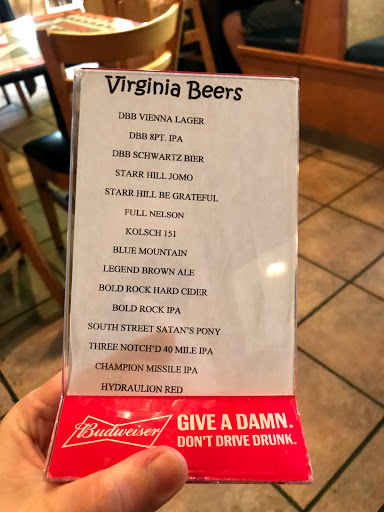 Virginia Beers
DBB VIENNA LAGER
DBB 8PT. IPA
DBB SCHWARTZ BIER
STARR HILL JOMO
STARR HILL BE GRATEFUL
FULL NELSON
KOLSCH 151
BLUE MOUNTAIN
LEGEND BROWN ALE
BOLD ROCK HARD CIDER
BOLD ROCK IPA
SOUTH STREET SATAN'S PONY
THREE NOTCH'D 40 MILE IPA
CHAMPION MISSILE IPA
HYDRAULION RED
Budweiser
GIVE A DAMN.
DON'T DRIVE DRUNK.